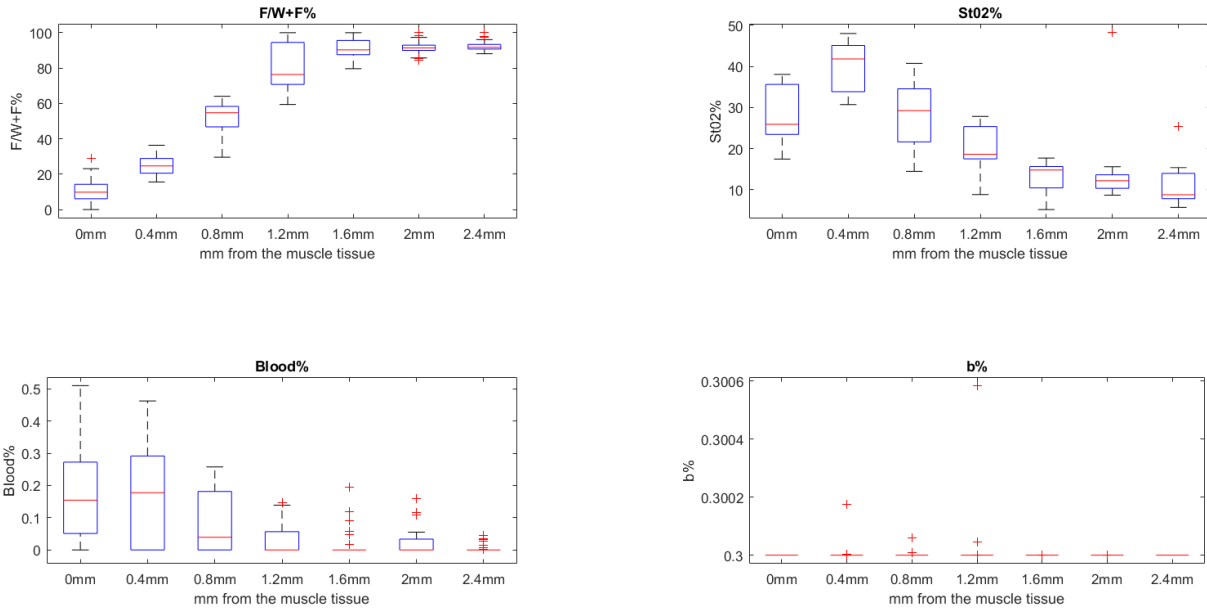 F/W+F%
100
80
60
40
20
0
F/W+F%
0mm 0.4mm 0.8mm 1.2mm 1.6mm 2mm 2.4mm
mm from the muscle tissue
St02%
50
40
30
20
10
St02%
0mm 0.4mm 0.8mm 1.2mm 1.6mm 2mm 2.4mm
mm from the muscle tissue
Blood%
0.5
0.4
0.3
0.2
0.1
0
Blood%
0mm 0.4mm 0.8mm 1.2mm 1.6mm 2mm 2.4mm
mm from the muscle tissue
b%
0.3006
0.3004
0.3002
0.3
b%
0mm 0.4mm 0.8mm 1.2mm 1.6mm 2mm 2.4mm
mm from the muscle tissue